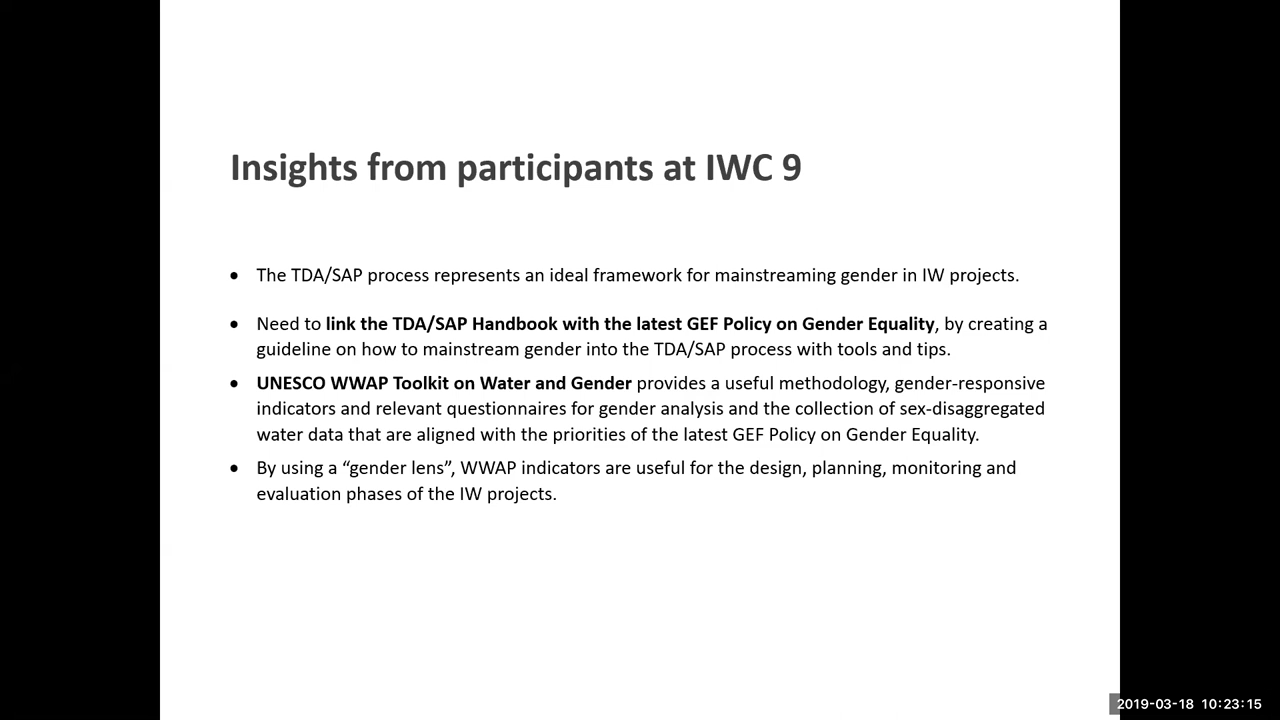 Insights from participants at IWC 9
• The TDA/SAP process represents an ideal framework for mainstreaming gender in IW projects.
• Need to link the TDA/SAP Handbook with the latest GEF Policy on Gender Equality, by creating a
guideline on how to mainstream gender into the TDA/SAP process with tools and tips.
• UNESCO WWAP Toolkit on Water and Gender provides a useful methodology, gender-responsive
indicators and relevant questionnaires for gender analysis and the collection of sex-disaggregated
water data that are aligned with the priorities of the latest GEF Policy on Gender Equality.
• By using a “gender lens”, WWAP indicators are useful for the design, planning, monitoring and
evaluation phases of the IW projects.
2019-03-18 10:23:15